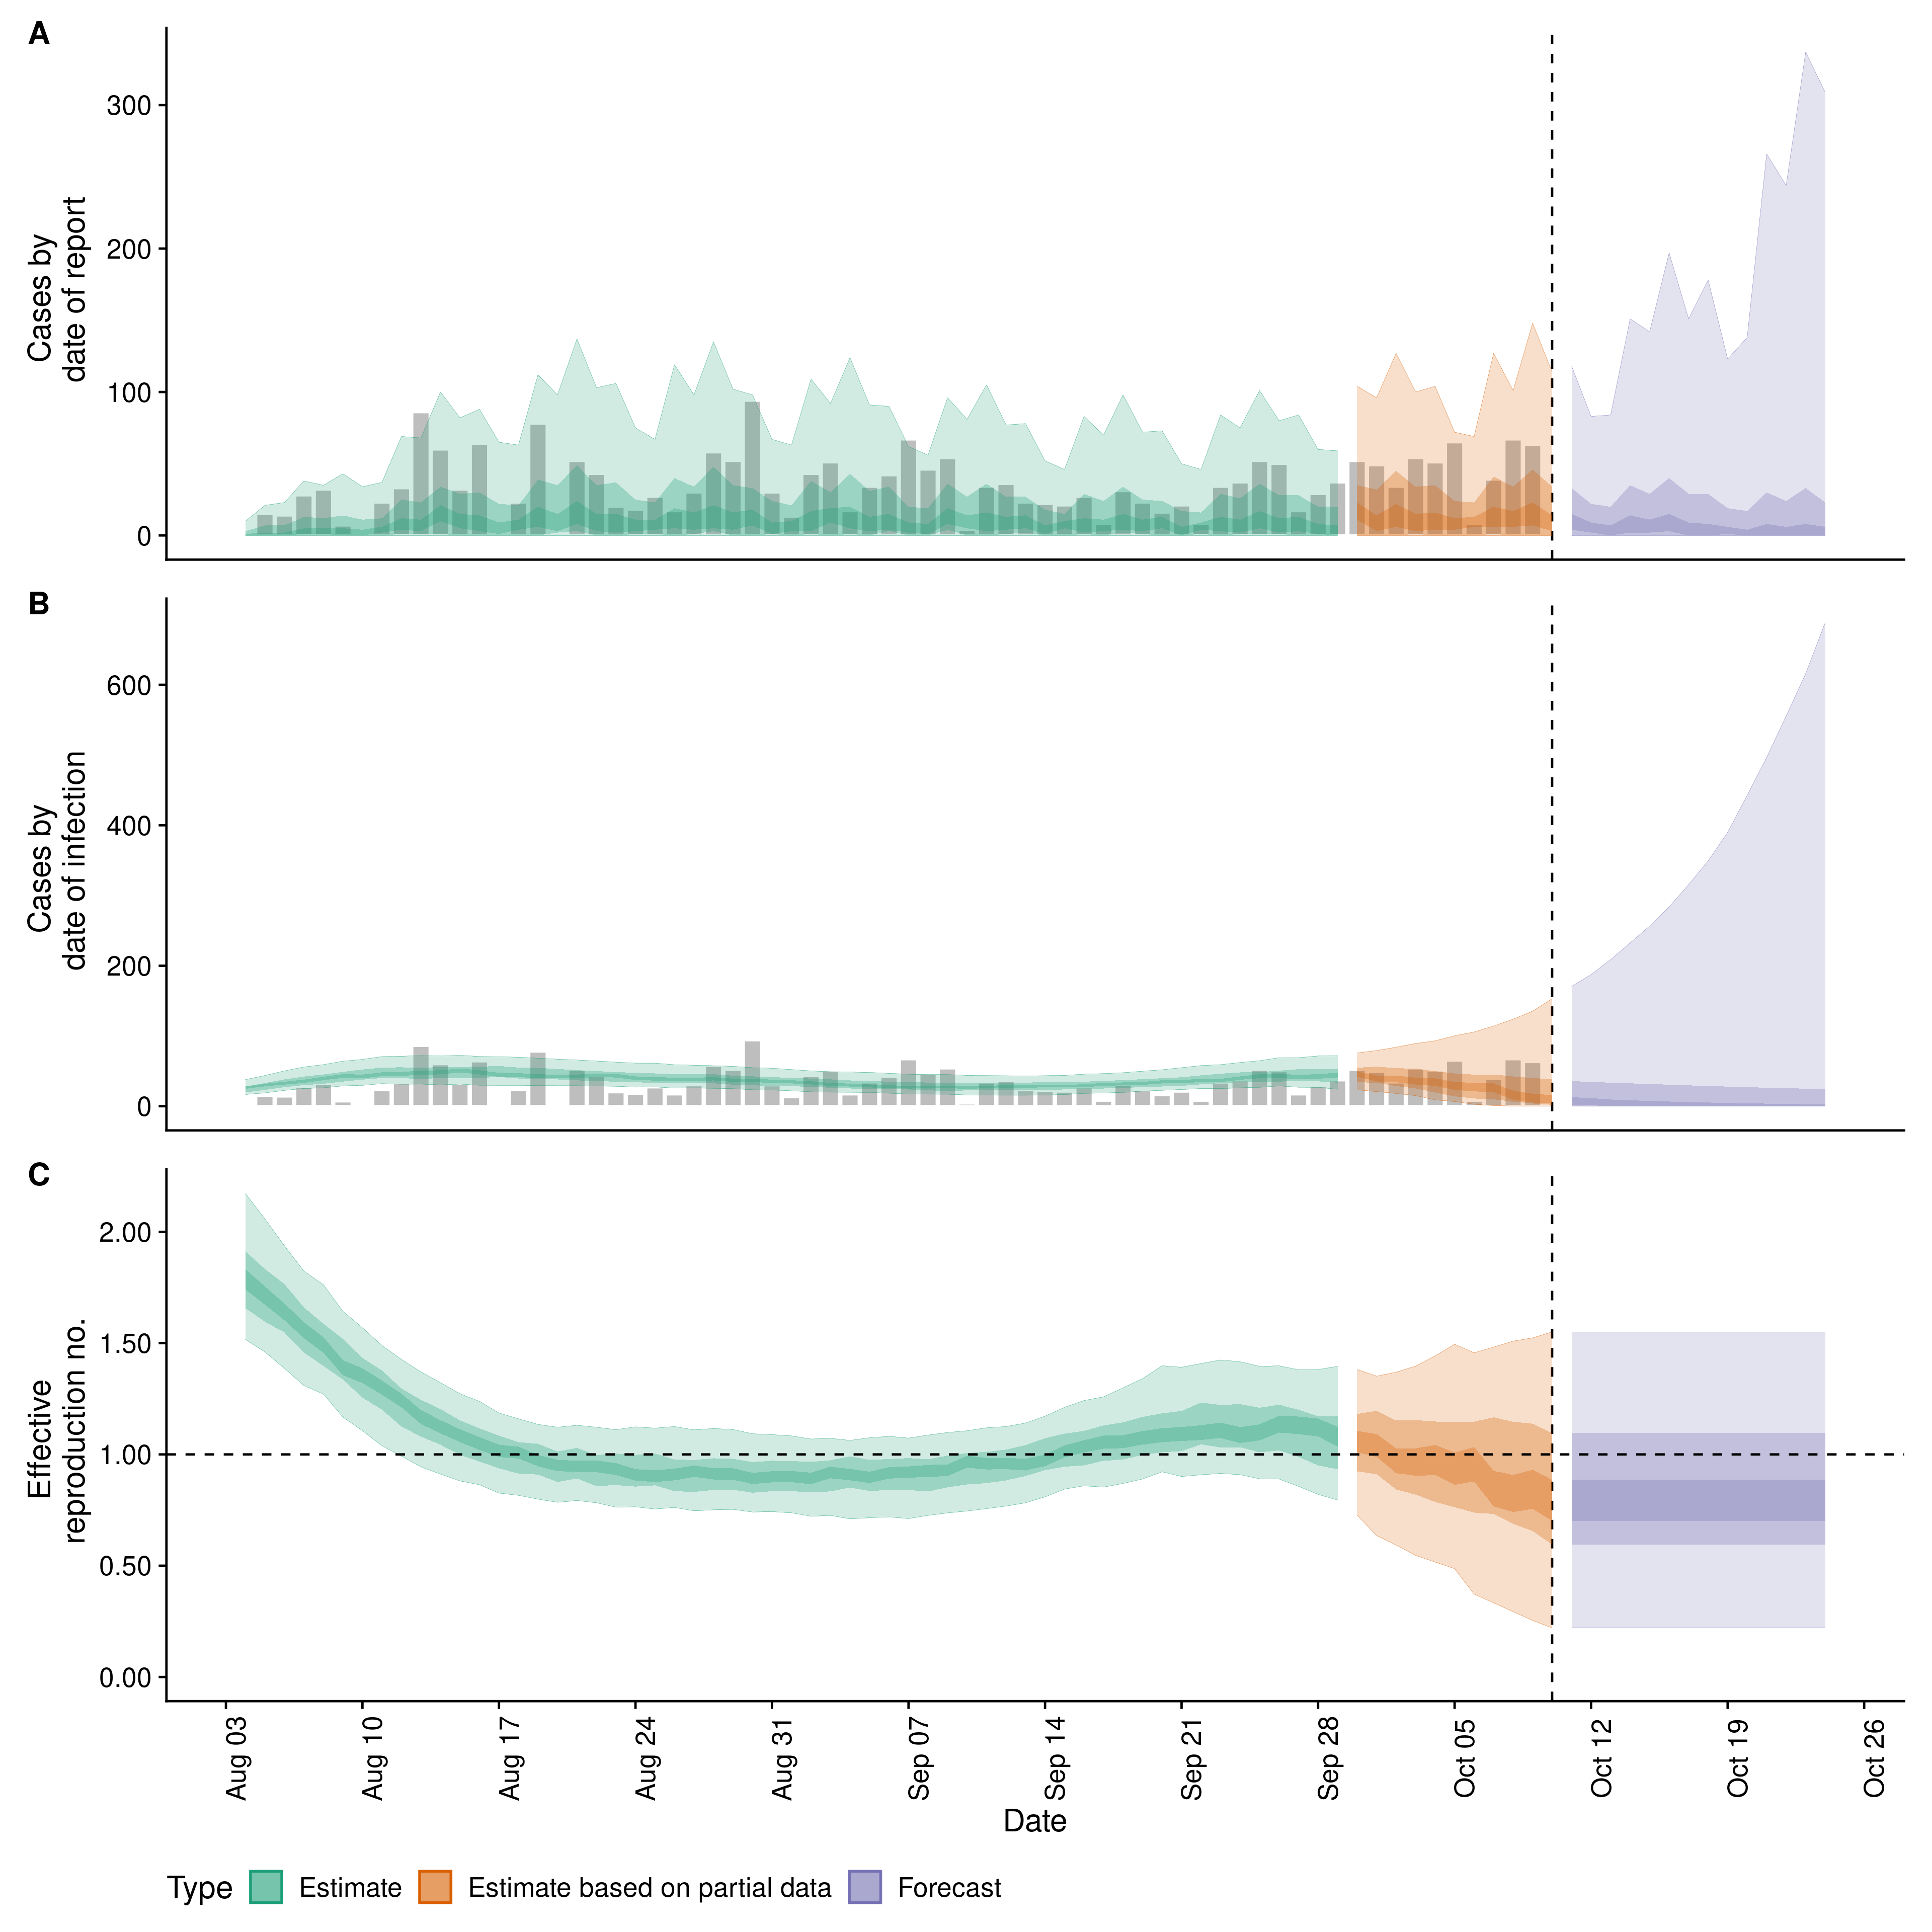 A
Cases by
date of report
300
200
100
0
B
Cases by
date of infection
600
400
200
0
C
Effective
reproduction no.
2.00
1.50
1.00
0.50
0.00
Aug 03
Aug 10
Aug 17
Aug 24
Aug 31
Sep 07
Sep 14
Sep 21
Sep 28
Oct 05
Oct 12
Oct 19
Oct 26
Date
Type Estimate Estimate based on partial data Forecast